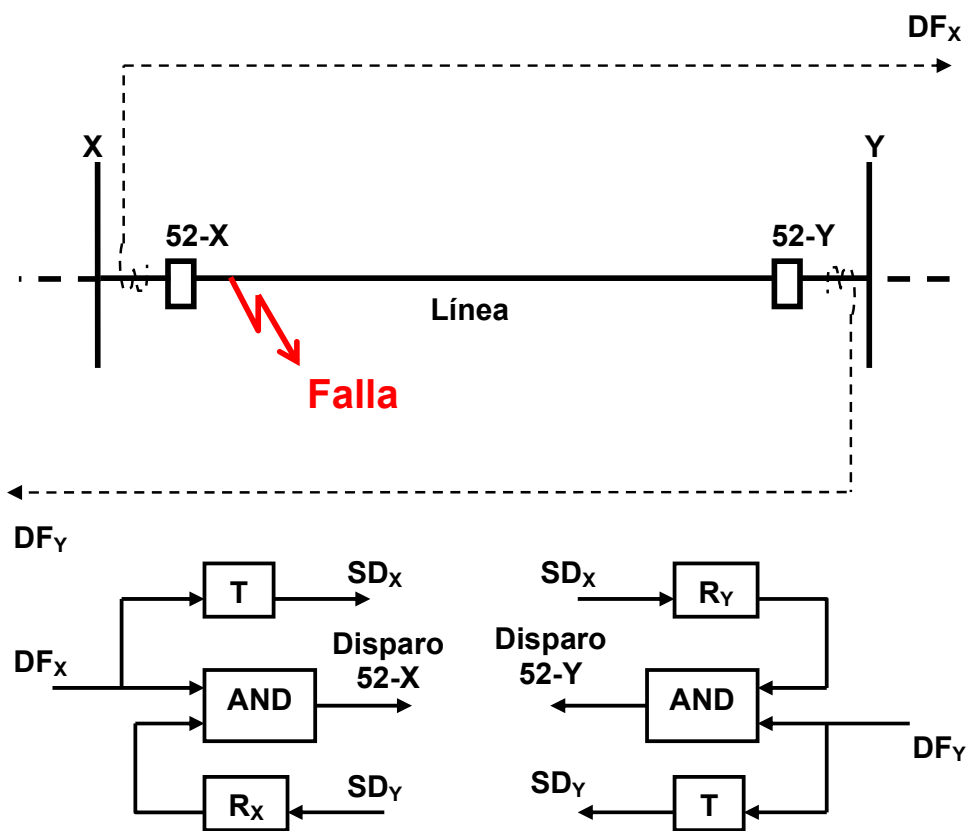 DFX
X
Y
52-X
52-Y
Línea
Falla
DFY
T
SDX
SDX
RY
DFX
AND
Disparo
52-X
Disparo
52-Y
AND
DFY
RX
SDY
SDY
T